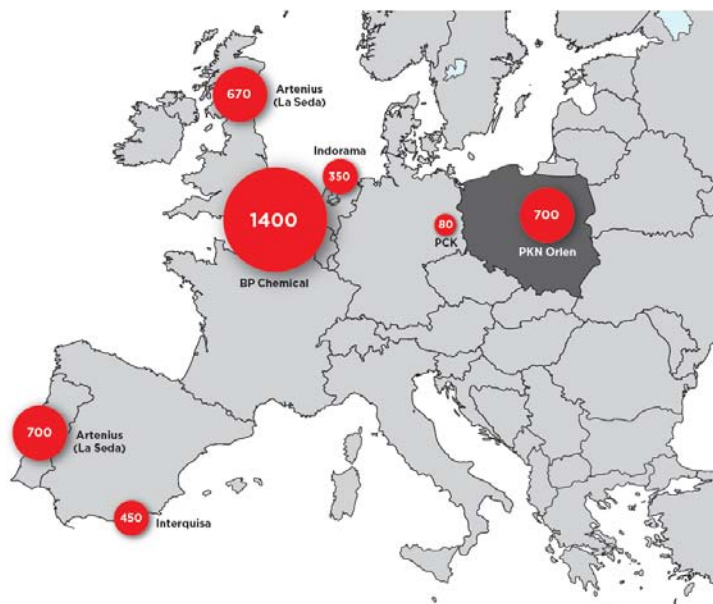 670
Artenius
(La Seda)
Indorama
350
1400
BP Chemical
80
PCK
700
PKN Orlen
700
Artenius
(La Seda)
450
Interquisa